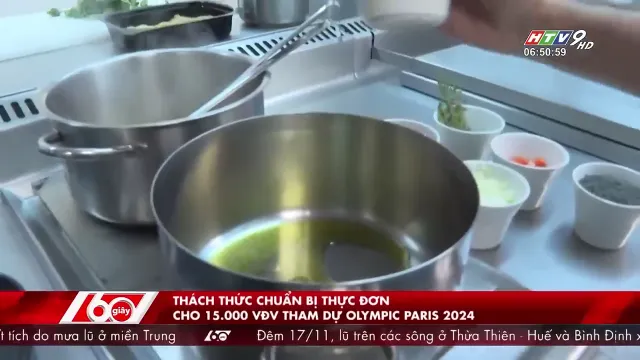 HTV9 HD
06:50:59
60 giây
THÁCH THỨC CHUẨN BỊ THỰC ĐƠN
CHO 15.000 VĐV THAM DỰ OLYMPIC PARIS 2024
t tích do mưa lũ ở miền Trung Đêm 17/11, lũ trên các sông ở Thừa Thiên - Huế và Bình Định x